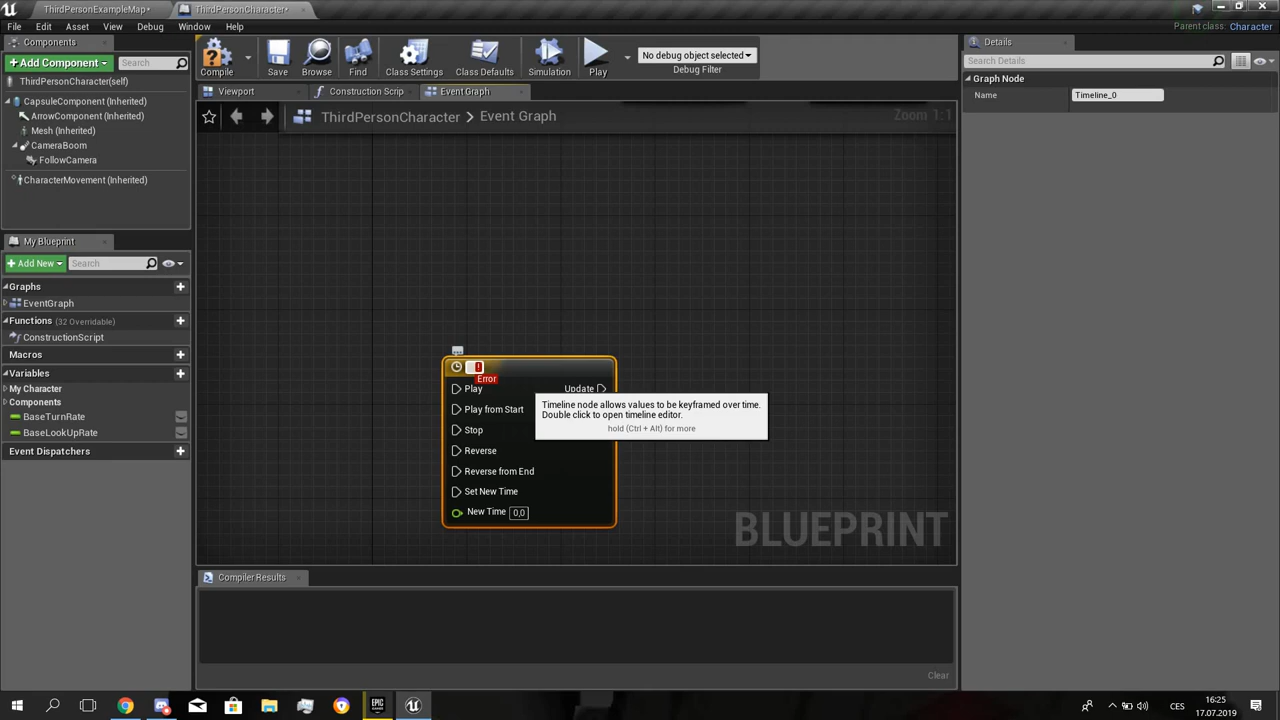 ThirdPersonExampleMap*
ThirdPersonCharacter*
File Edit Asset View Debug Window Help
Parent class: Character
Components
+ Add Component
Search
ThirdPersonCharacter(self)
CapsuleComponent (Inherited)
ArrowComponent (Inherited)
Mesh (Inherited)
CameraBoom
FollowCamera
CharacterMovement (Inherited)
My Blueprint
+ Add New
Search
Graphs
EventGraph
Functions (32 Overridable)
ConstructionScript
Macros
Variables
My Character
Components
BaseTurnRate
BaseLookUpRate
Event Dispatchers
Compile
Save
Browse
Find
Class Settings
Class Defaults
Simulation
Play
No debug object selected
Debug Filter
Viewport
Construction Scrip
Event Graph
ThirdPersonCharacter > Event Graph
Zoom 1:1
!
Error
Play
Update
Play from Start
Stop
Reverse
Reverse from End
Set New Time
New Time 0,0
Timeline node allows values to be keyframed over time.
Double click to open timeline editor.
hold (Ctrl + Alt) for more
BLUEPRINT
Compiler Results
Clear
Details
Search Details
Graph Node
Name
Timeline_0
EPIC
GAMES
CES
16:25
17.07.2019